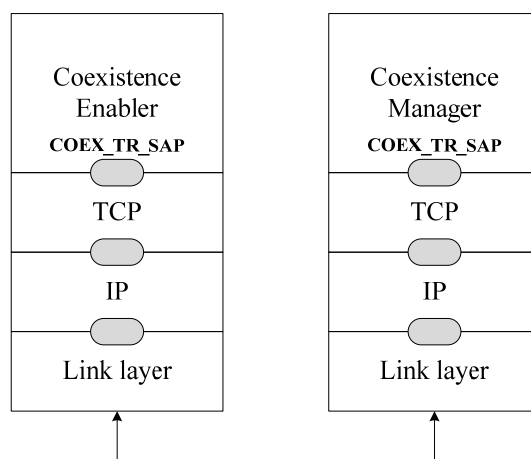 Coexistence
Enabler
COEX_TR_SAP
TCP
IP
Link layer
Coexistence
Manager
COEX_TR_SAP
TCP
IP
Link layer